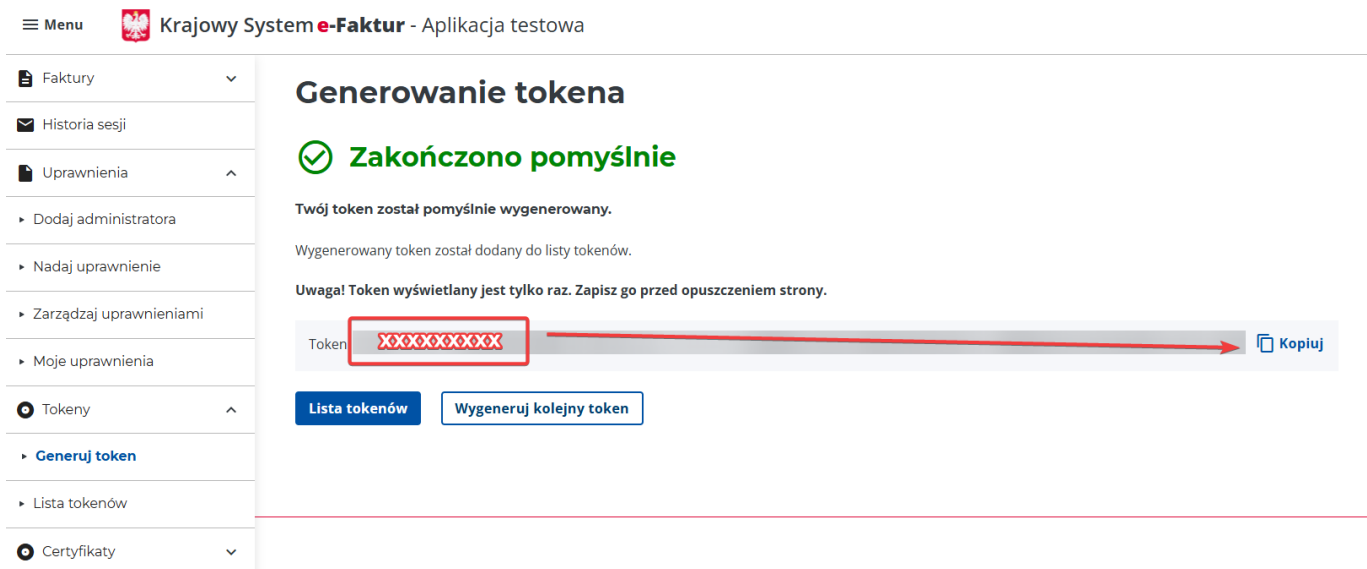 Menu
Krajowy System e-Faktur - Aplikacja testowa
Faktury
Historia sesji
Uprawnienia
Dodaj administratora
Nadaj uprawnienie
Zarządzaj uprawnieniami
Moje uprawnienia
Tokeny
Generuj token
Lista tokenów
Certyfikaty
Generowanie tokena
Zakończono pomyślnie
Twój token został pomyślnie wygenerowany.
Wygenerowany token został dodany do listy tokenów.
Uwaga! Token wyświetlany jest tylko raz. Zapisz go przed opuszczeniem strony.
Token XXXXXXXXXX Kopiuj
Lista tokenów Wygeneruj kolejny token